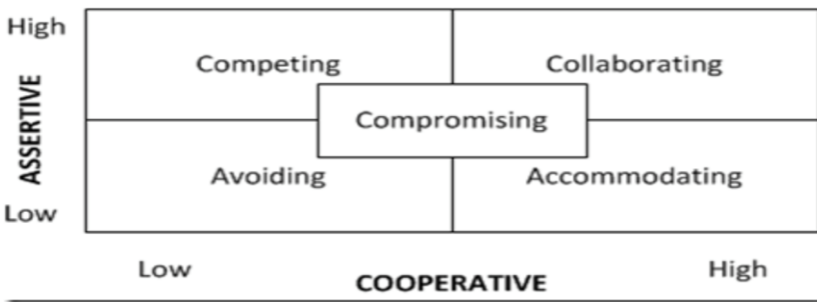 High
Competing
Collaborating
ASSERTIVE
Compromising
Avoiding
Accommodating
Low
Low
High
COOPERATIVE